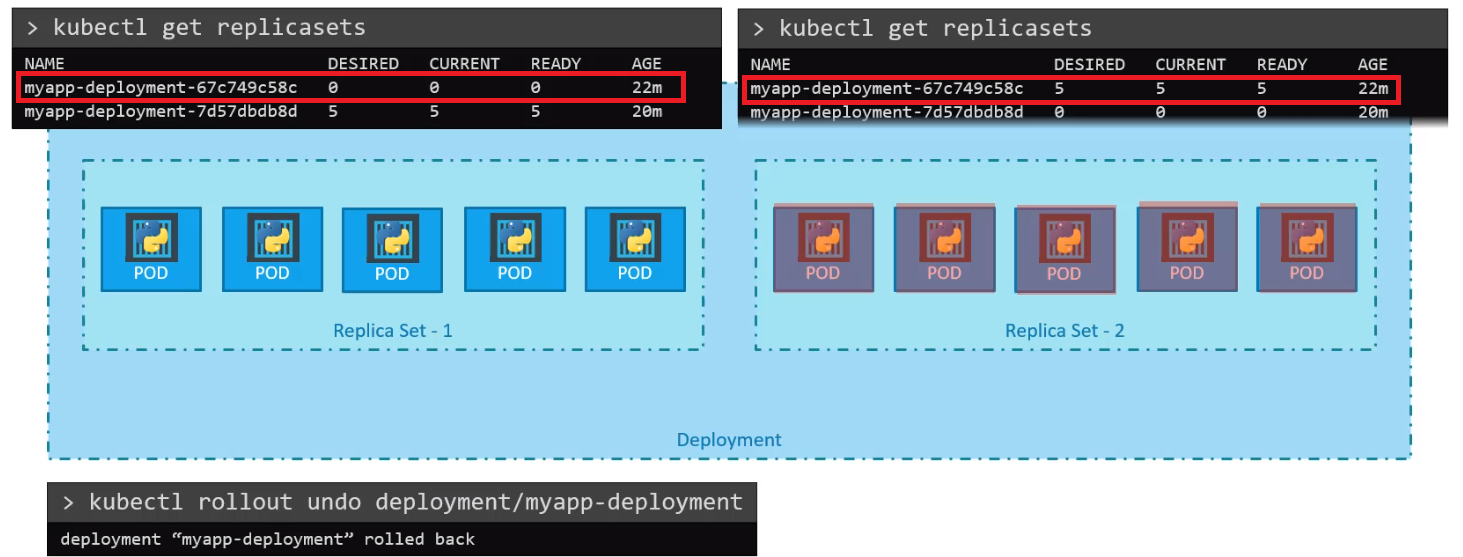 > kubectl get replicasets
NAME DESIRED CURRENT READY AGE
myapp-deployment-67c749c58c 0 0 0 22m
myapp-deployment-7d57dbdb8d 5 5 5 20m
> kubectl get replicasets
NAME DESIRED CURRENT READY AGE
myapp-deployment-67c749c58c 5 5 5 22m
myapp-deployment-7d57dbdb8d 0 0 0 20m
POD POD POD POD POD
Replica Set - 1
POD POD POD POD POD
Replica Set - 2
Deployment
> kubectl rollout undo deployment/myapp-deployment
deployment “myapp-deployment” rolled back